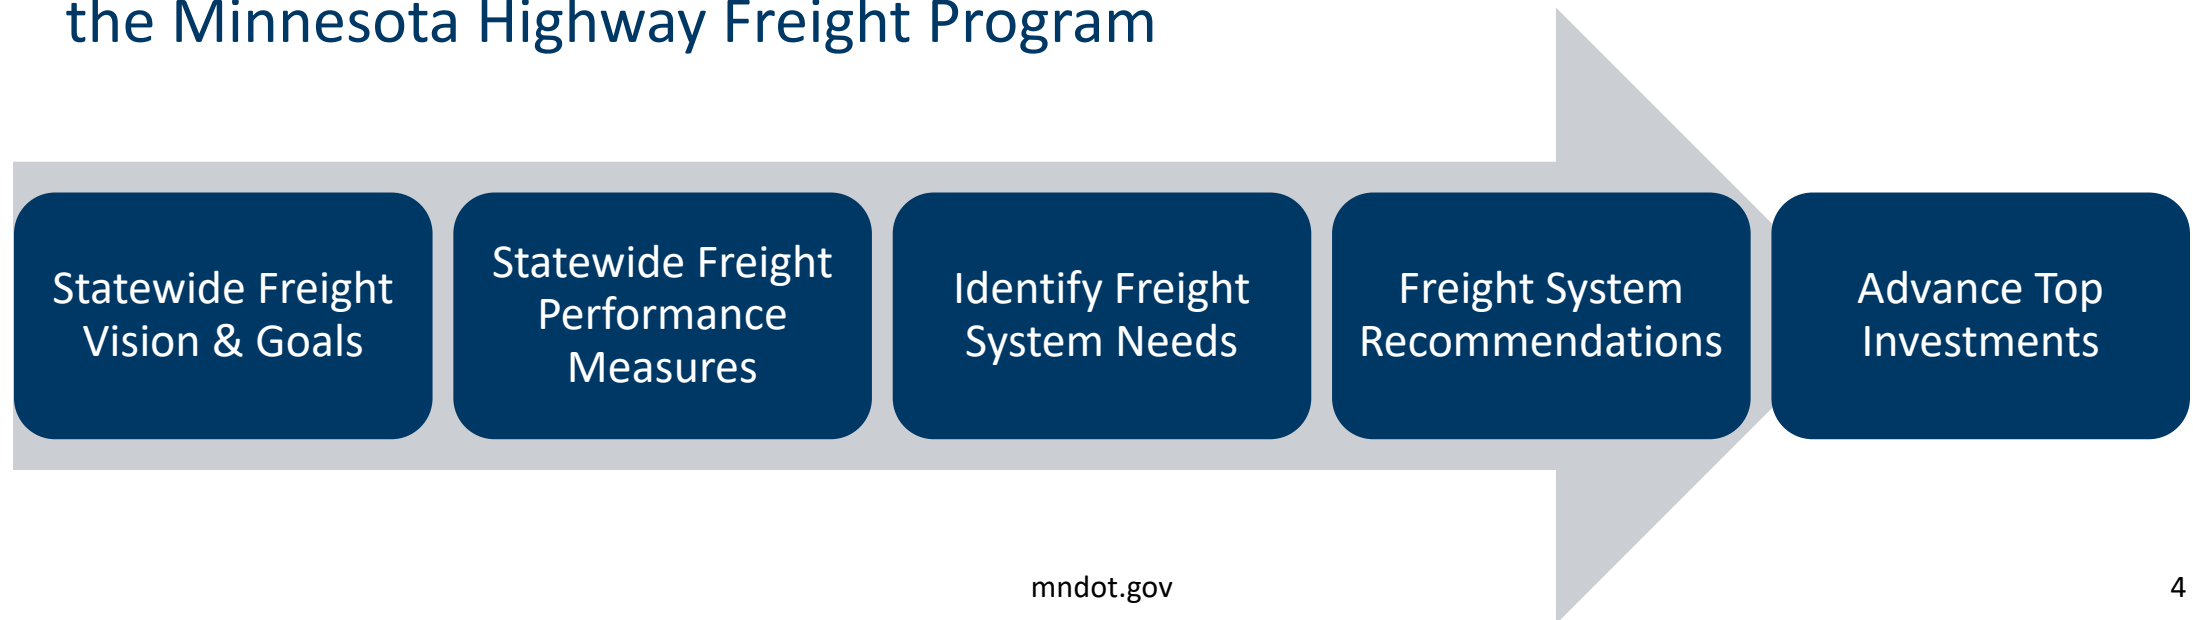 the Minnesota Highway Freight Program
Statewide Freight
Vision & Goals
Statewide Freight
Performance
Measures
Identify Freight
System Needs
Freight System
Recommendations
Advance Top
Investments
mndot.gov
4